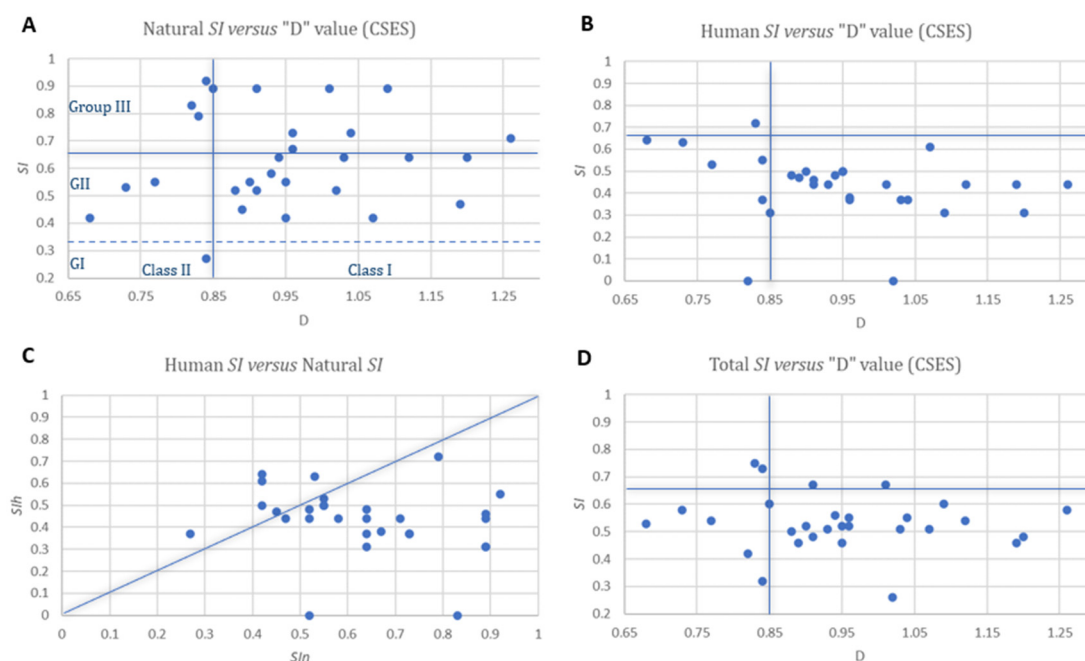 A
Natural SI versus "D" value (CSES)
1
0.9
0.8
0.7
0.6
0.5
0.4
0.3
0.2
SI
Group III
GII
GI
Class II
Class I
0.65 0.75 0.85 0.95 1.05 1.15 1.25
D
B
Human SI versus "D" value (CSES)
1
0.9
0.8
0.7
0.6
0.5
0.4
0.3
0.2
0.1
0
SI
0.65 0.75 0.85 0.95 1.05 1.15 1.25
D
C
Human SI versus Natural SI
1
0.9
0.8
0.7
0.6
0.5
0.4
0.3
0.2
0.1
0
SIh
0 0.1 0.2 0.3 0.4 0.5 0.6 0.7 0.8 0.9 1
SIn
D
Total SI versus "D" value (CSES)
1
0.9
0.8
0.7
0.6
0.5
0.4
0.3
0.2
SI
0.65 0.75 0.85 0.95 1.05 1.15 1.25
D